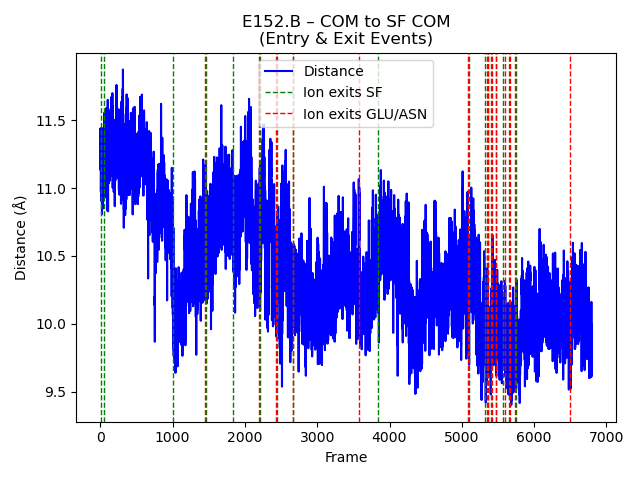 E152.B – COM to SF COM
(Entry & Exit Events)
Distance
Ion exits SF
Ion exits GLU/ASN
Distance (Å)
11.5
11.0
10.5
10.0
9.5
0
1000
2000
3000
4000
5000
6000
7000
Frame